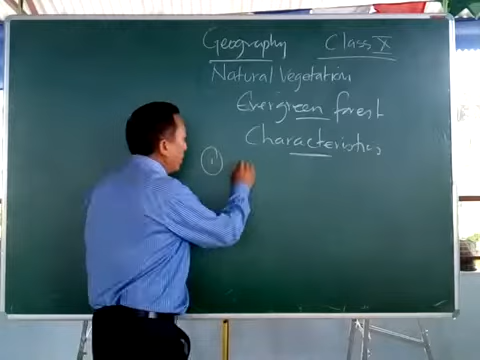 Geography Class X
Natural Vegetation
Evergreen forest
Characteristics
1